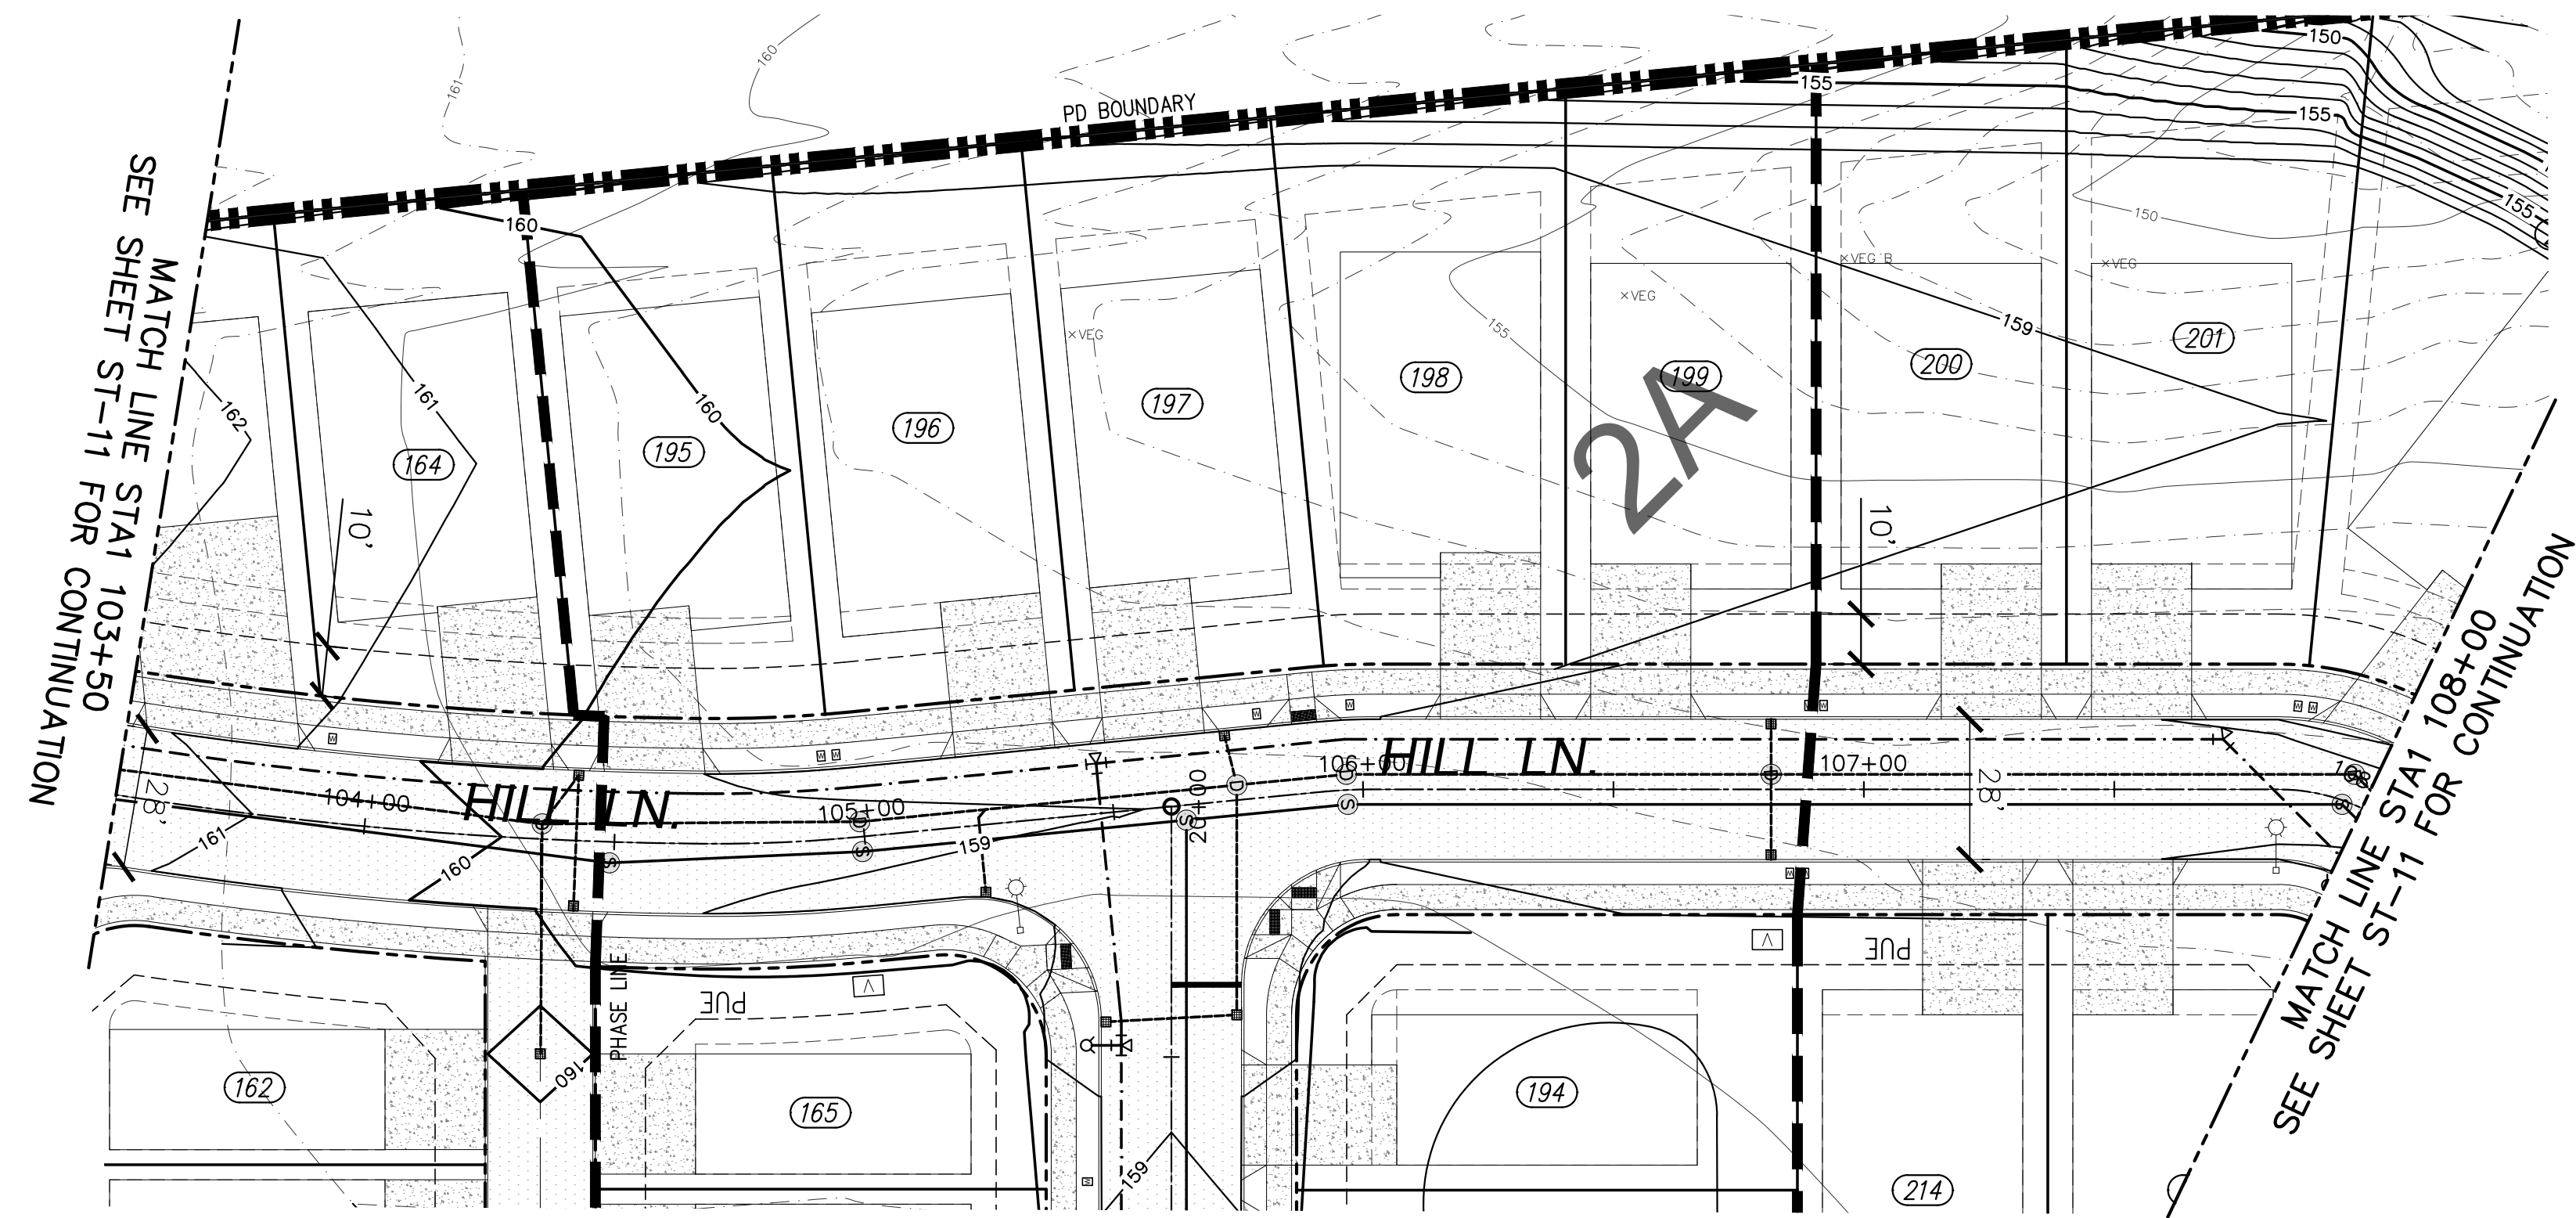 161
160
PD BOUNDARY
150
155
155
155
160
150
×VEG
×VEG B
×VEG
×VEG
155
159
MATCH LINE STA1 103+50
SEE SHEET ST-11 FOR CONTINUATION
162
161
160
164
195
196
197
198
199
200
201
2A
10'
10'
28'
28'
104+00
HILL LN.
105+00
20+00
106+00
HILL LN.
107+00
161
160
159
D
S
D
S
D
S
D
S
MATCH LINE STA1 108+00
SEE SHEET ST-11 FOR CONTINUATION
PHASE LINE
PUE
PUE
V
V
160
162
165
159
194
214